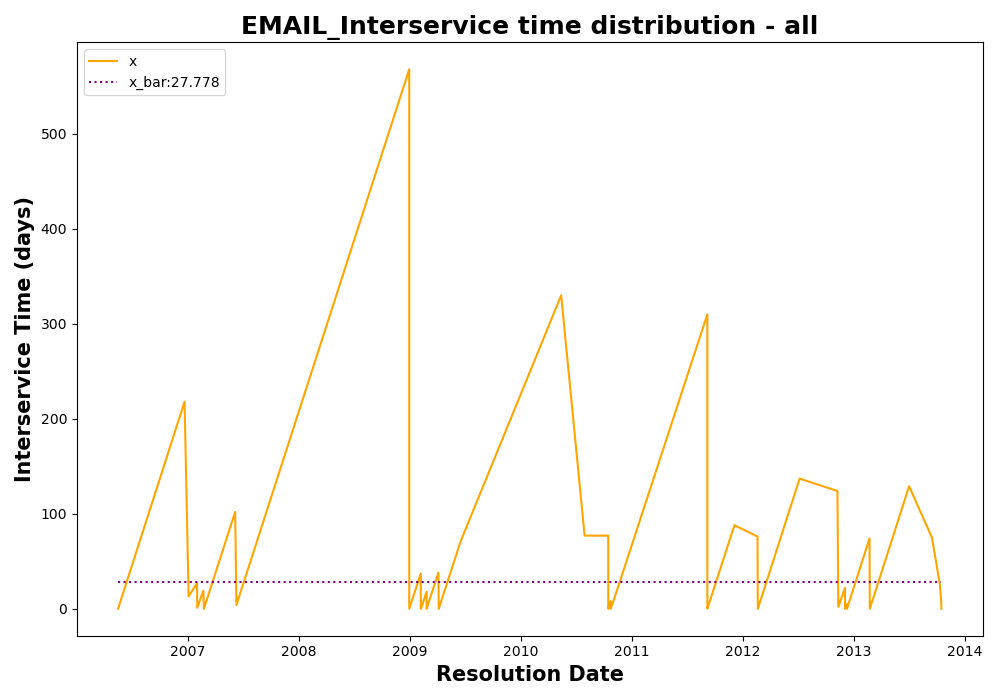 EMAIL_Interservice time distribution - all
x
x_bar:27.778
Interservice Time (days)
500
400
300
200
100
0
2007 2008 2009 2010 2011 2012 2013 2014
Resolution Date